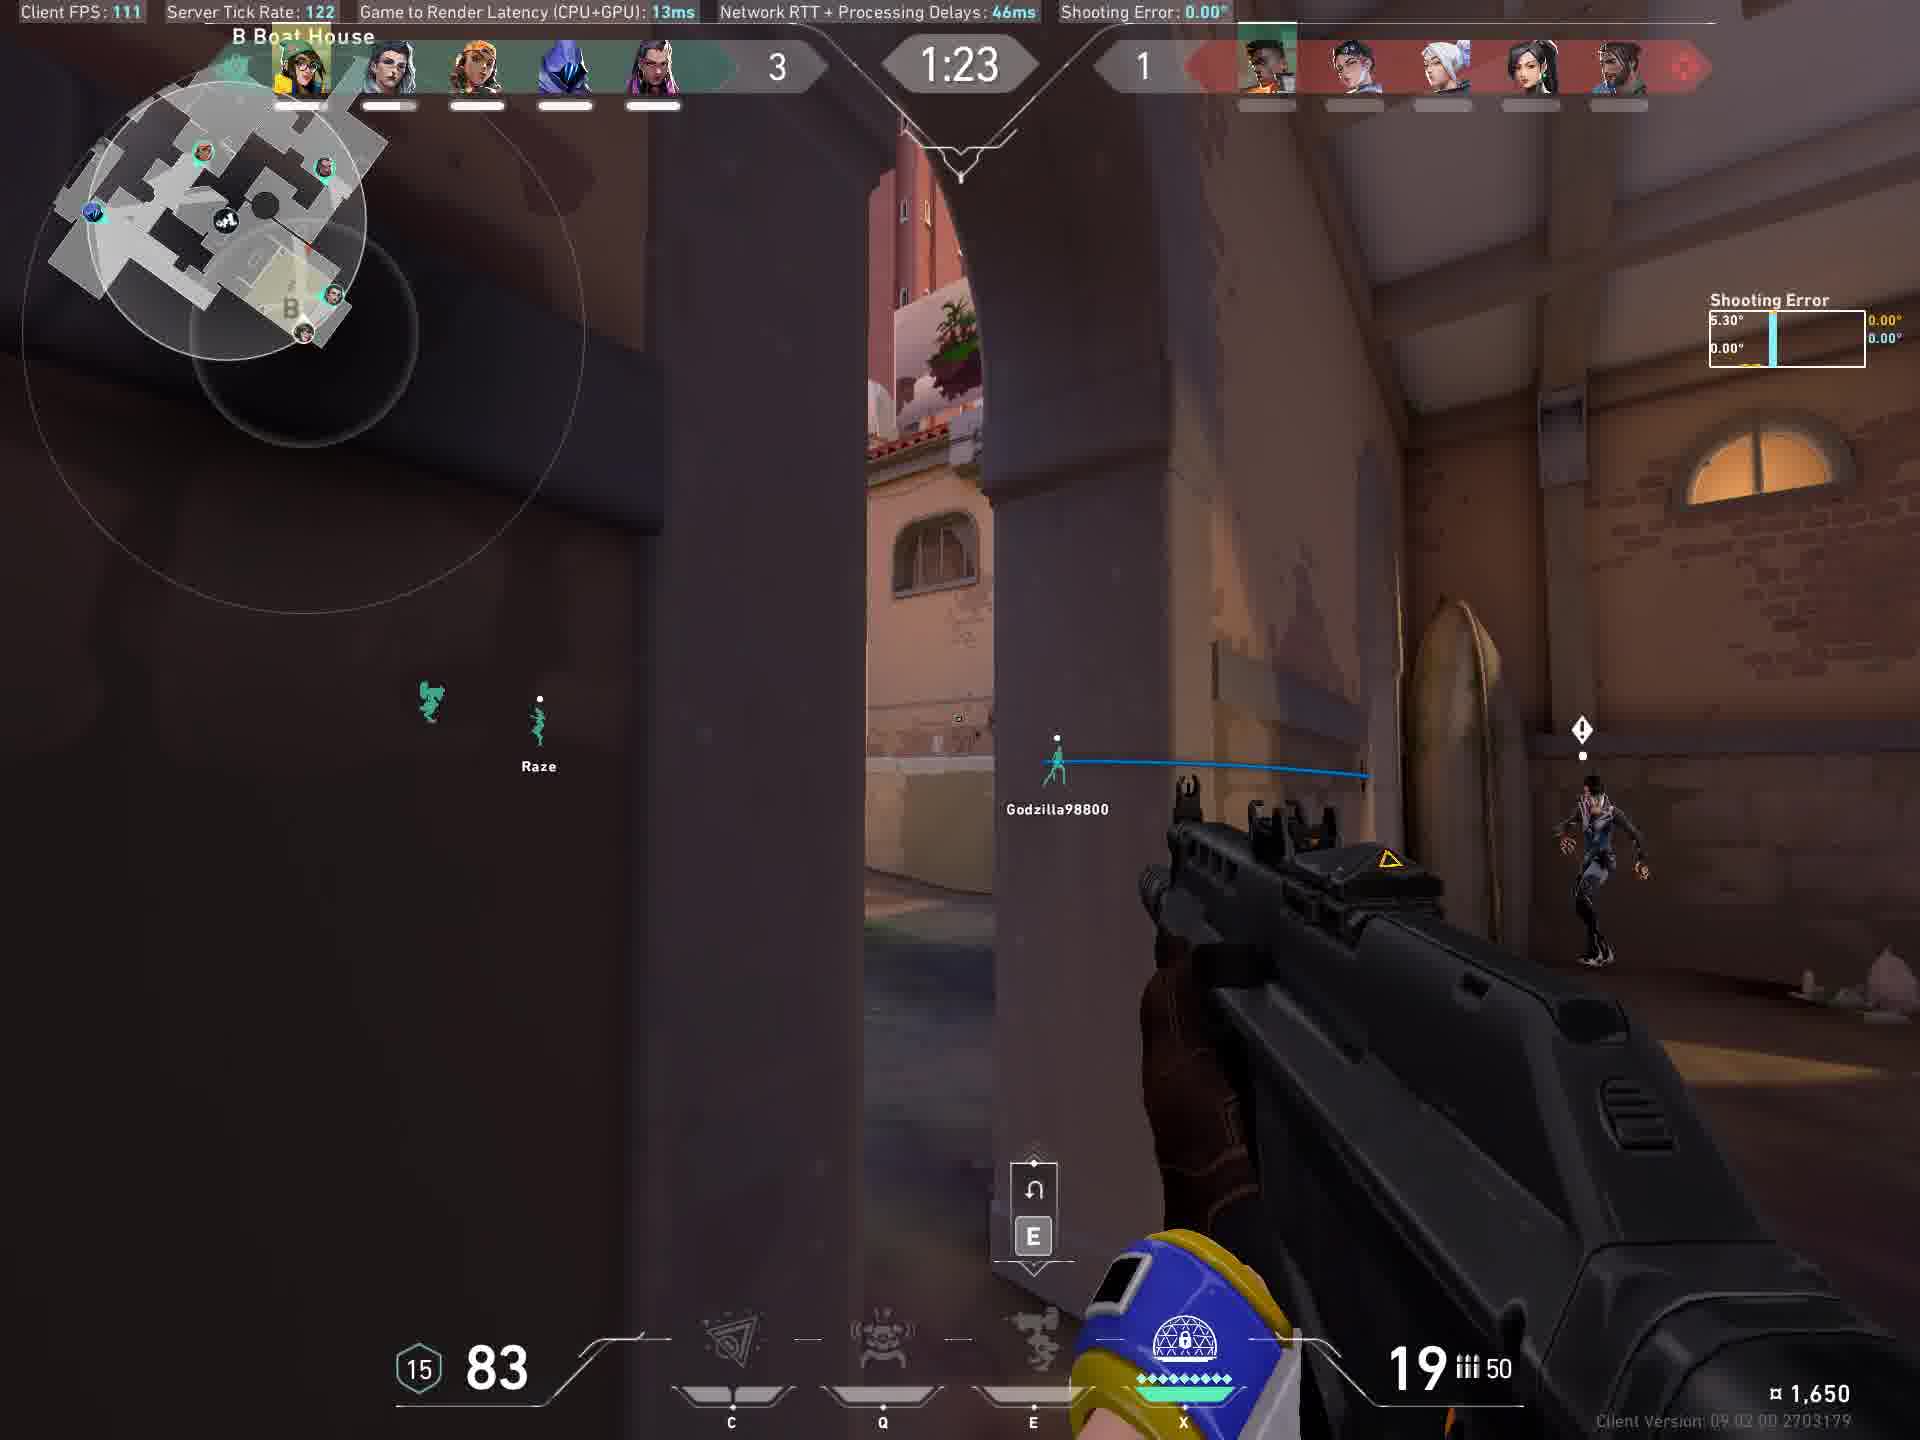 Client FPS: 111 Server Tick Rate: 122 Game to Render Latency (CPU+GPU): 13ms Network RTT + Processing Delays: 46ms Shooting Error: 0.00°
B Boat House
3 1:23 1
B
Shooting Error
5.30° 0.00°
0.00° 0.00°
Raze
Godzilla98800
E
15 83
19 50
C Q E X
¤ 1,650
Client Version: 09.02.00.2703179